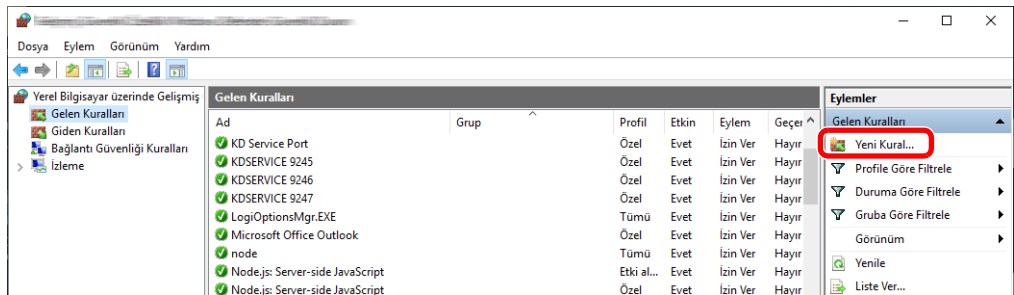 Dosya Eylem Görünüm Yardım
Yerel Bilgisayar üzerinde Gelişmiş
Gelen Kuralları
Giden Kuralları
Bağlantı Güvenliği Kuralları
İzleme
Gelen Kuralları
Ad Grup Profil Etkin Eylem Geçer
KD Service Port Özel Evet İzin Ver Hayır
KDSERVICE 9245 Özel Evet İzin Ver Hayır
KDSERVICE 9246 Özel Evet İzin Ver Hayır
KDSERVICE 9247 Özel Evet İzin Ver Hayır
LogiOptionsMgr.EXE Tümü Evet İzin Ver Hayır
Microsoft Office Outlook Özel Evet İzin Ver Hayır
node Tümü Evet İzin Ver Hayır
Node.js: Server-side JavaScript Etki al... Evet İzin Ver Hayır
Node.js: Server-side JavaScript Özel Evet İzin Ver Hayır
Eylemler
Gelen Kuralları
Yeni Kural...
Profile Göre Filtrele
Duruma Göre Filtrele
Gruba Göre Filtrele
Görünüm
Yenile
Liste Ver...